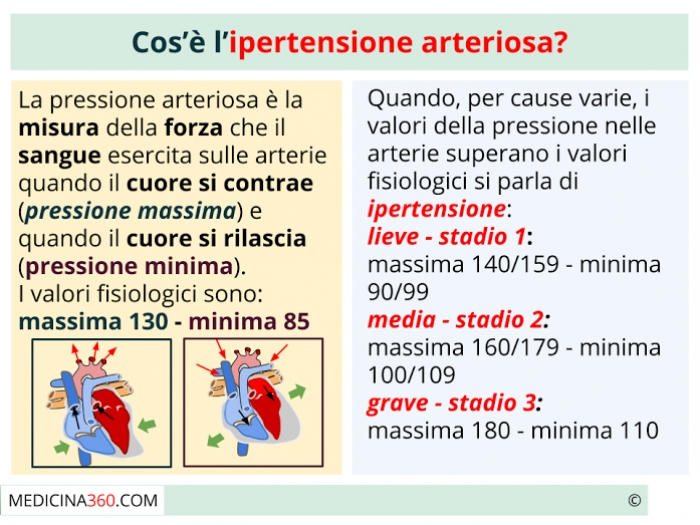 Cos’è l’ipertensione arteriosa?
La pressione arteriosa è la
misura della forza che il
sangue esercita sulle arterie
quando il cuore si contrae
(pressione massima) e
quando il cuore si rilascia
(pressione minima).
I valori fisiologici sono:
massima 130 - minima 85
Quando, per cause varie, i
valori della pressione nelle
arterie superano i valori
fisiologici si parla di
ipertensione:
lieve - stadio 1:
massima 140/159 - minima
90/99
media - stadio 2:
massima 160/179 - minima
100/109
grave - stadio 3:
massima 180 - minima 110
MEDICINA360.COM
©